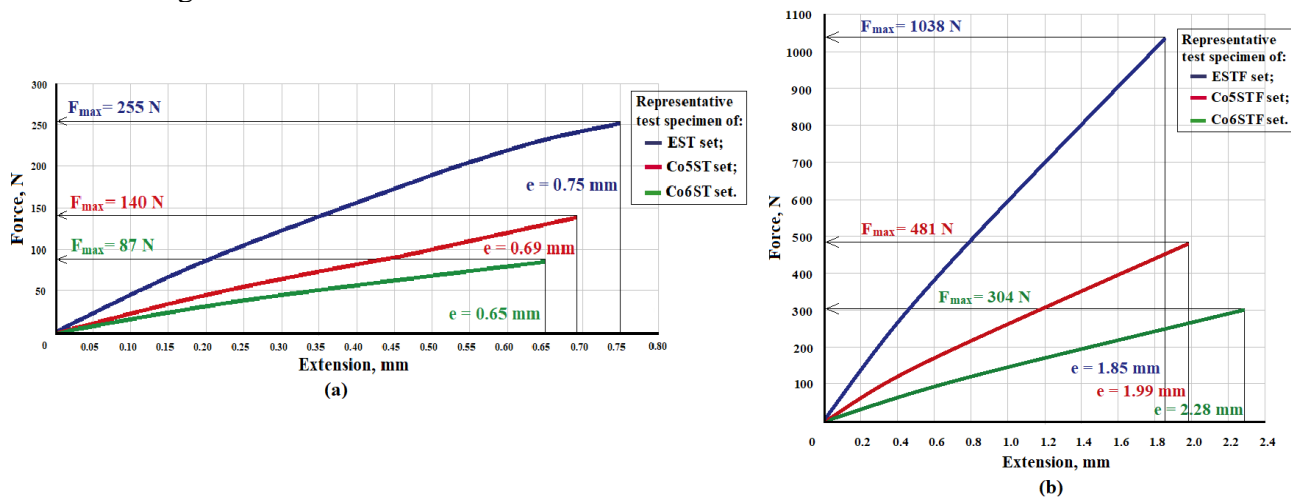 300
250
200
150
100
50
0
Force, N
F_max = 255 N
F_max = 140 N
F_max = 87 N
e = 0.75 mm
e = 0.69 mm
e = 0.65 mm
Representative
test specimen of:
EST set;
Co5ST set;
Co6ST set.
0.05 0.10 0.15 0.20 0.25 0.30 0.35 0.40 0.45 0.50 0.55 0.60 0.65 0.70 0.75 0.80
Extension, mm
(a)
1100
1000
900
800
700
600
500
400
300
200
100
0
Force, N
F_max = 1038 N
F_max = 481 N
F_max = 304 N
e = 1.85 mm
e = 1.99 mm
e = 2.28 mm
Representative
test specimen of:
ESTF set;
Co5STF set;
Co6STF set.
0.2 0.4 0.6 0.8 1.0 1.2 1.4 1.6 1.8 2.0 2.2 2.4
Extension, mm
(b)